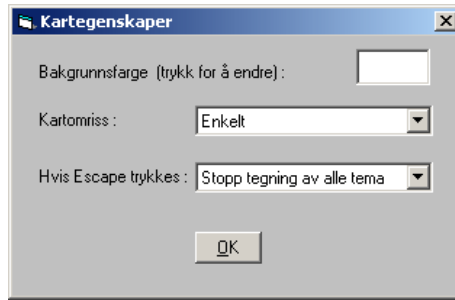 Kartegenskaper
Bakgrunnsfarge (trykk for å endre) :
Kartomriss : Enkelt
Hvis Escape trykkes : Stopp tegning av alle tema
OK